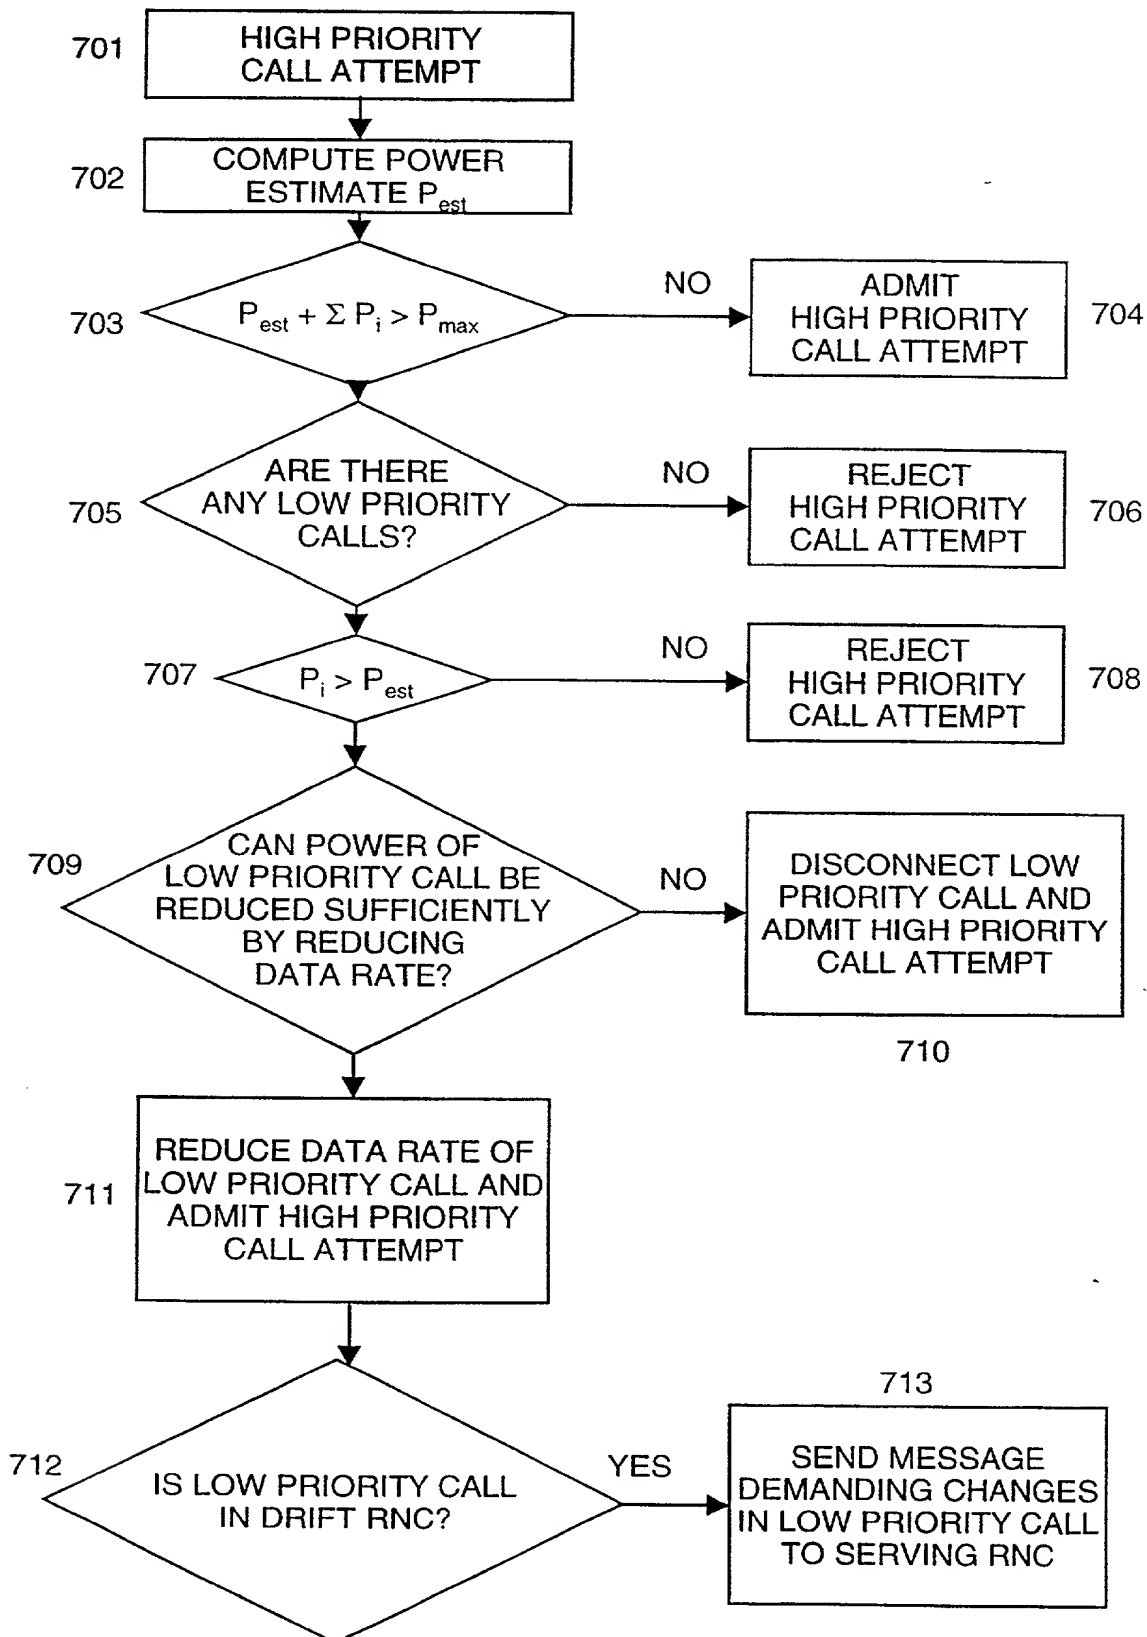 701
HIGH PRIORITY
CALL ATTEMPT
702
COMPUTE POWER
ESTIMATE Pest
703
Pest + Σ Pi > Pmax
NO
ADMIT
HIGH PRIORITY
CALL ATTEMPT
704
705
ARE THERE
ANY LOW PRIORITY
CALLS?
NO
REJECT
HIGH PRIORITY
CALL ATTEMPT
706
707
Pi > Pest
NO
REJECT
HIGH PRIORITY
CALL ATTEMPT
708
709
CAN POWER OF
LOW PRIORITY CALL BE
REDUCED SUFFICIENTLY
BY REDUCING
DATA RATE?
NO
DISCONNECT LOW
PRIORITY CALL AND
ADMIT HIGH PRIORITY
CALL ATTEMPT
710
711
REDUCE DATA RATE OF
LOW PRIORITY CALL AND
ADMIT HIGH PRIORITY
CALL ATTEMPT
712
IS LOW PRIORITY CALL
IN DRIFT RNC?
YES
713
SEND MESSAGE
DEMANDING CHANGES
IN LOW PRIORITY CALL
TO SERVING RNC